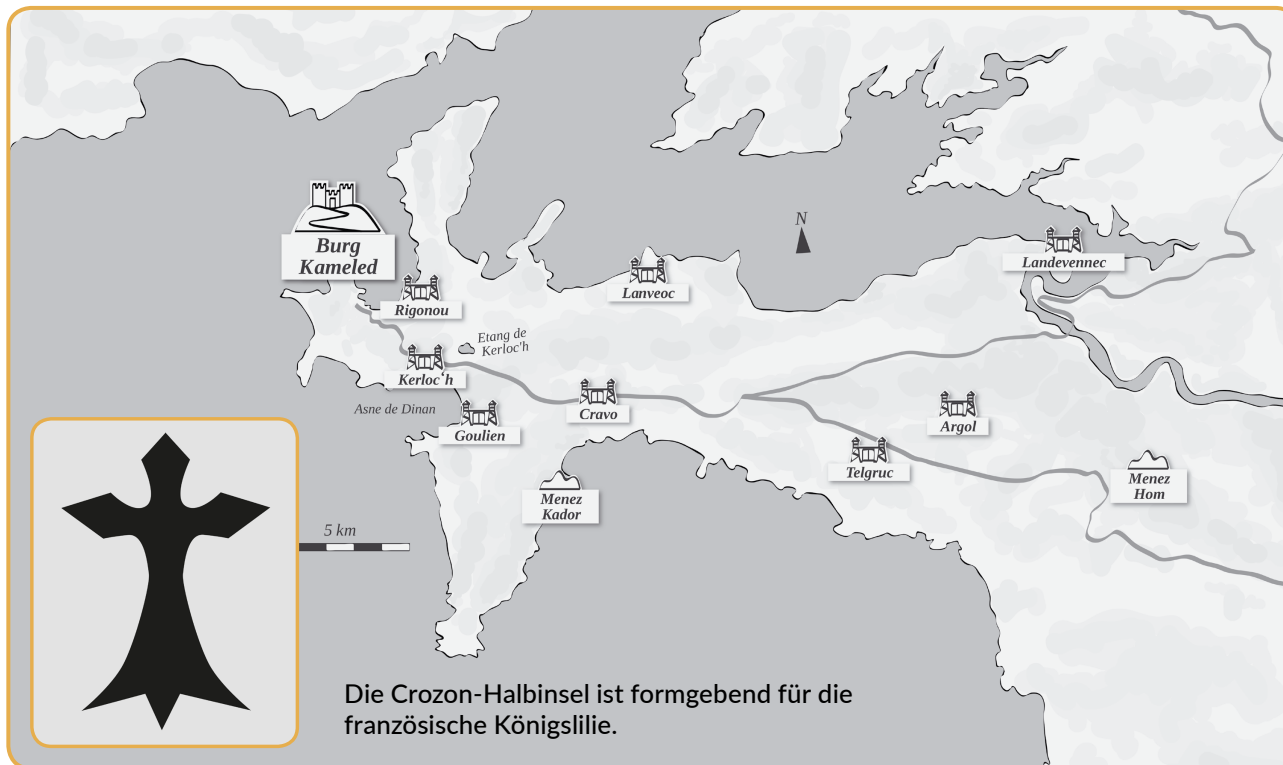 N
Burg
Kameled
Landevennec
Lanveoc
Rigonou
Etang de
Kerloc'h
Kerloc‘h
Asne de Dinan
Cravo
Goulien
Argol
Telgruc
Menez
Hom
Menez
Kador
5 km
Die Crozon-Halbinsel ist formgebend für die
französische Königslilie.